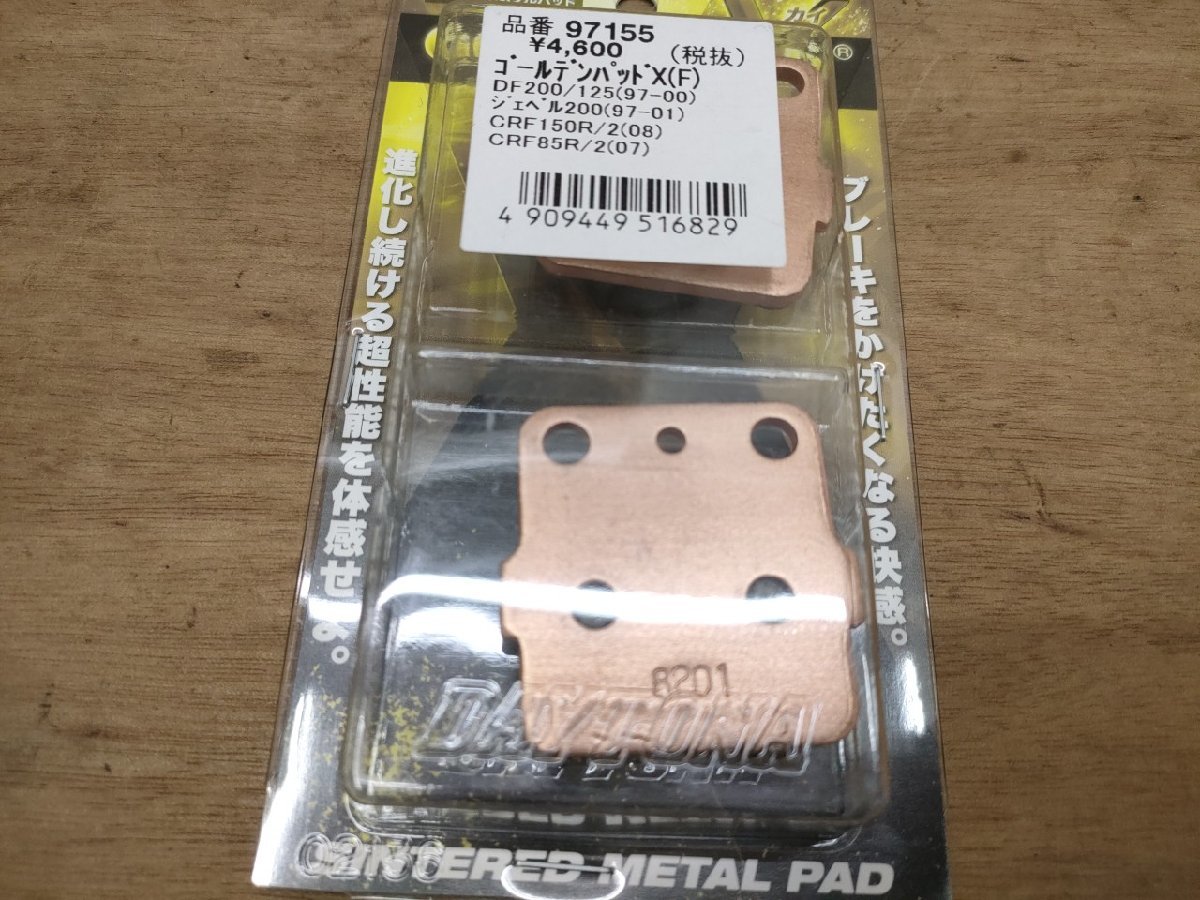 品番 97155
¥4,600 (税抜)
ゴールデンパッドX(F)
DF200/125(97-00)
ジェベル200(97-01)
CRF150R/2(08)
CRF85R/2(07)
4 909449 516829
カイ
®
進化し続ける超性能を体感せよ。
ブレーキをかけたくなる快感。
8201
DAYTONA
SINTERED METAL PAD